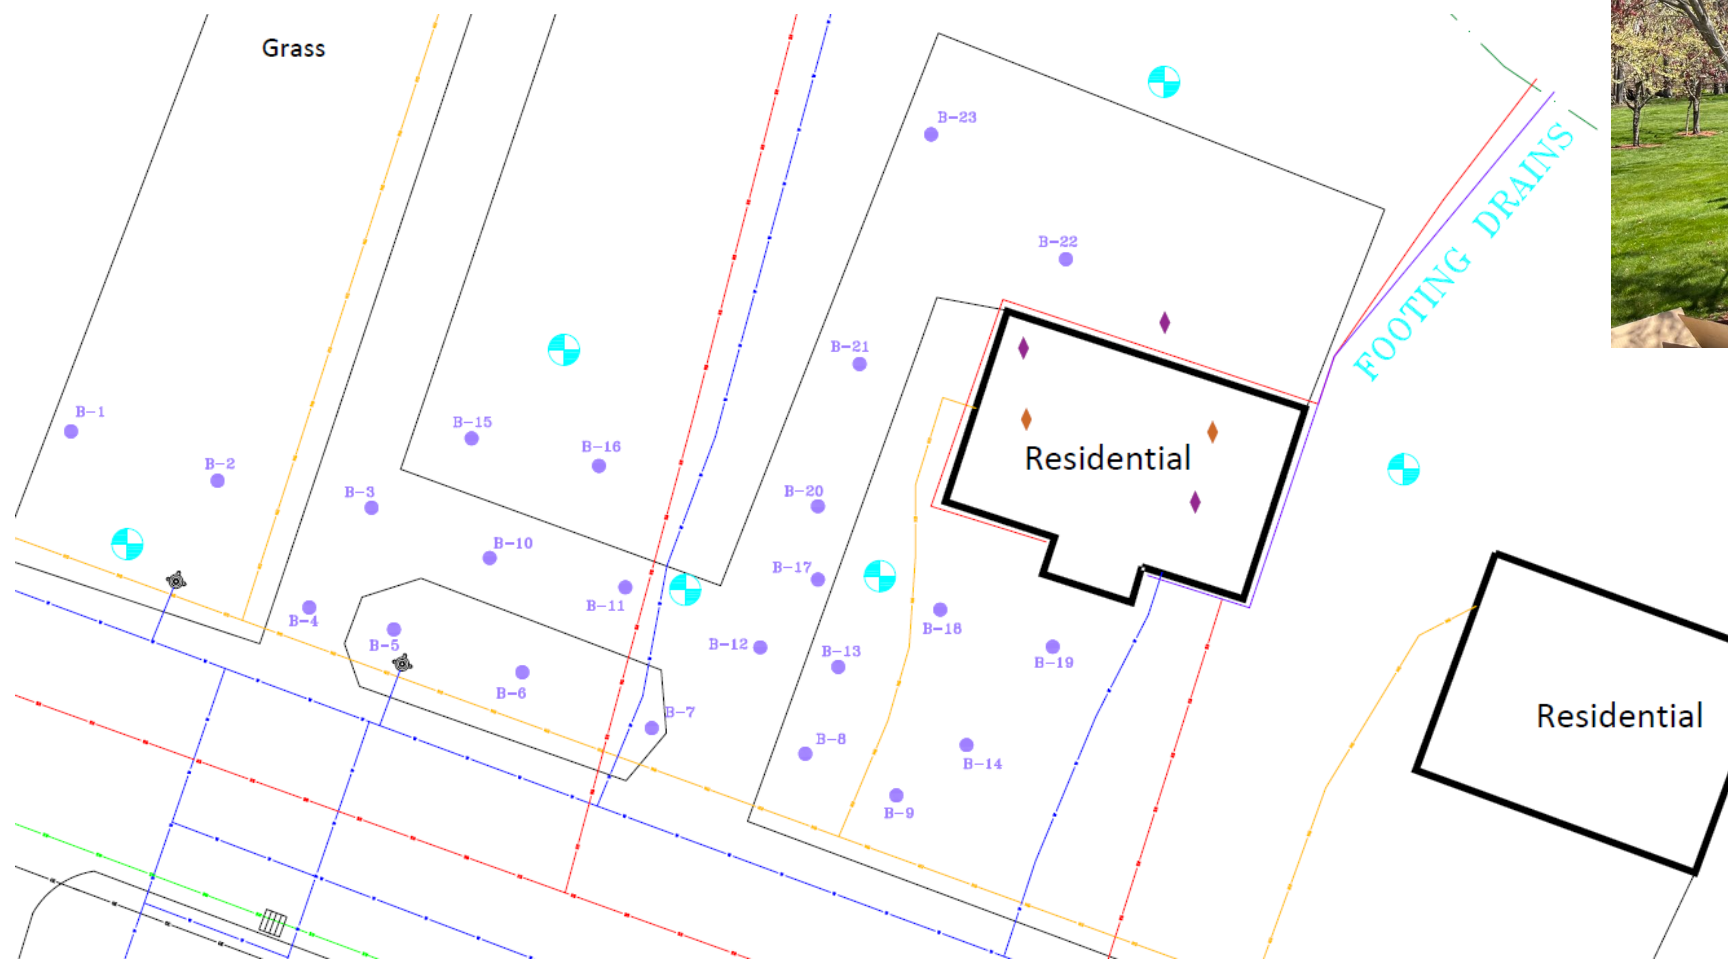 Grass
B-23
B-22
B-21
FOOTING DRAINS
B-1
B-2
B-15
B-16
Residential
B-3
B-20
B-10
B-17
B-11
B-4
B-5
B-12
B-18
B-13
B-19
B-6
B-7
B-8
B-14
B-9
Residential